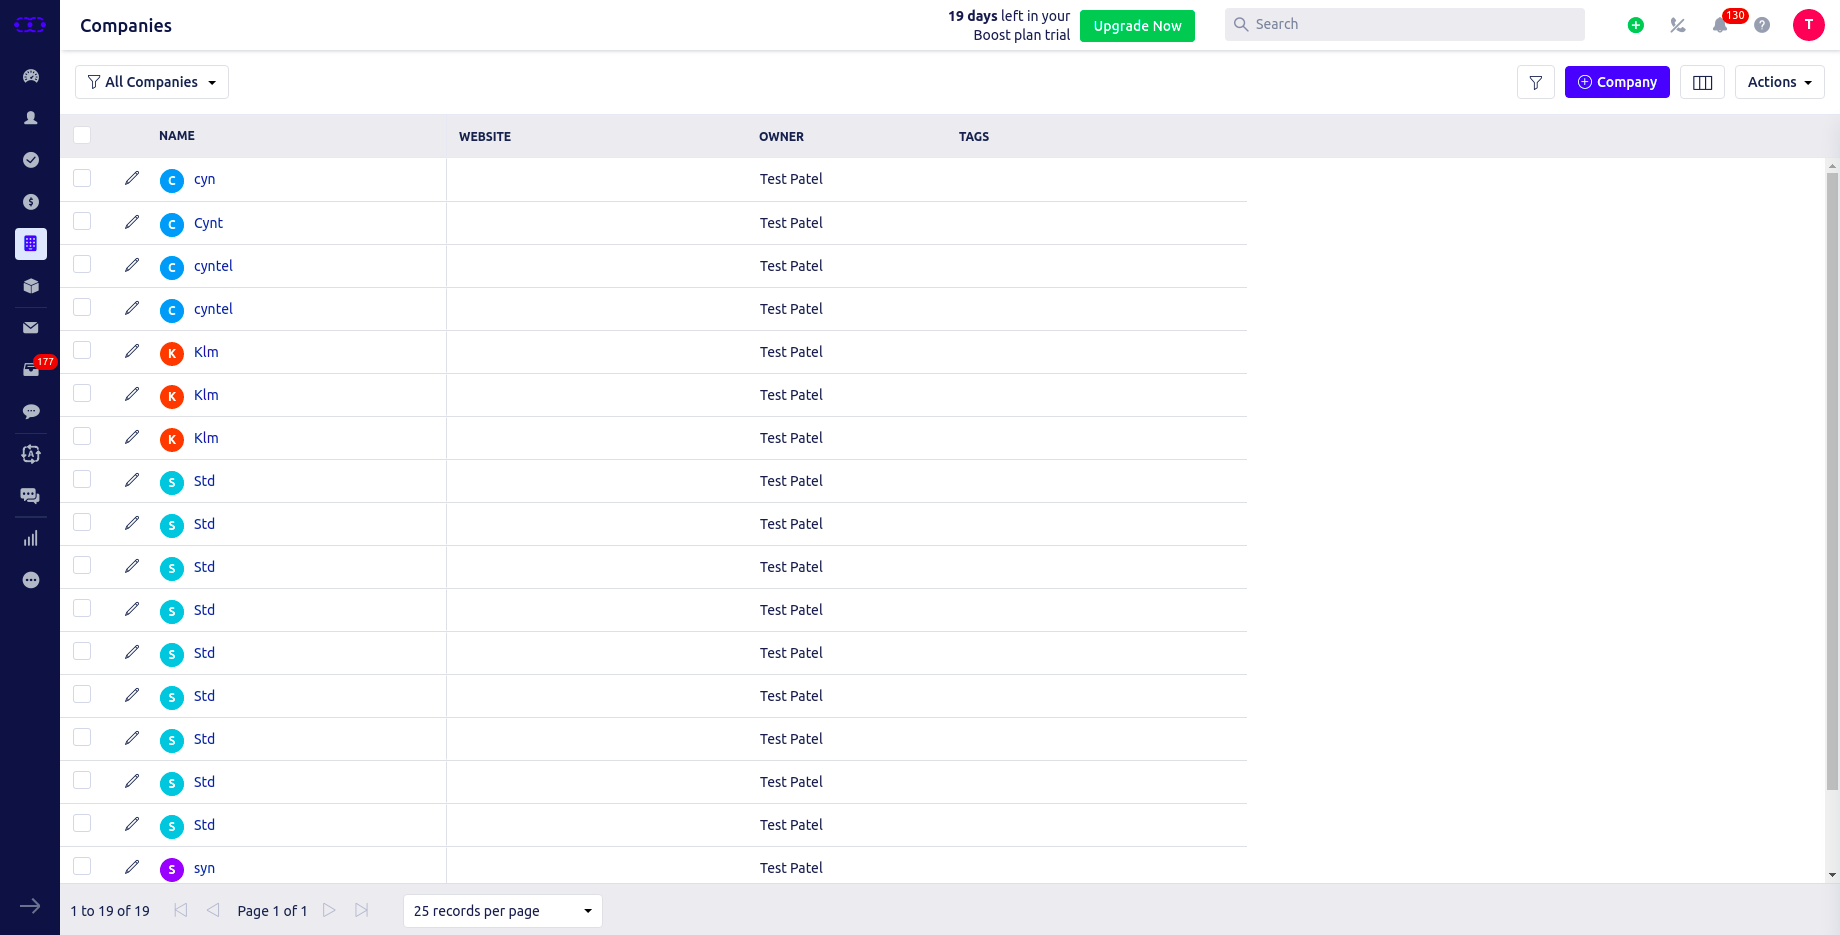 Companies
19 days left in your
Boost plan trial
Upgrade Now
Search
130
T
All Companies
Company
Actions
NAME WEBSITE OWNER TAGS
C cyn Test Patel
C Cynt Test Patel
C cyntel Test Patel
C cyntel Test Patel
K Klm Test Patel
K Klm Test Patel
K Klm Test Patel
S Std Test Patel
S Std Test Patel
S Std Test Patel
S Std Test Patel
S Std Test Patel
S Std Test Patel
S Std Test Patel
S Std Test Patel
S Std Test Patel
S syn Test Patel
177
1 to 19 of 19
Page 1 of 1
25 records per page